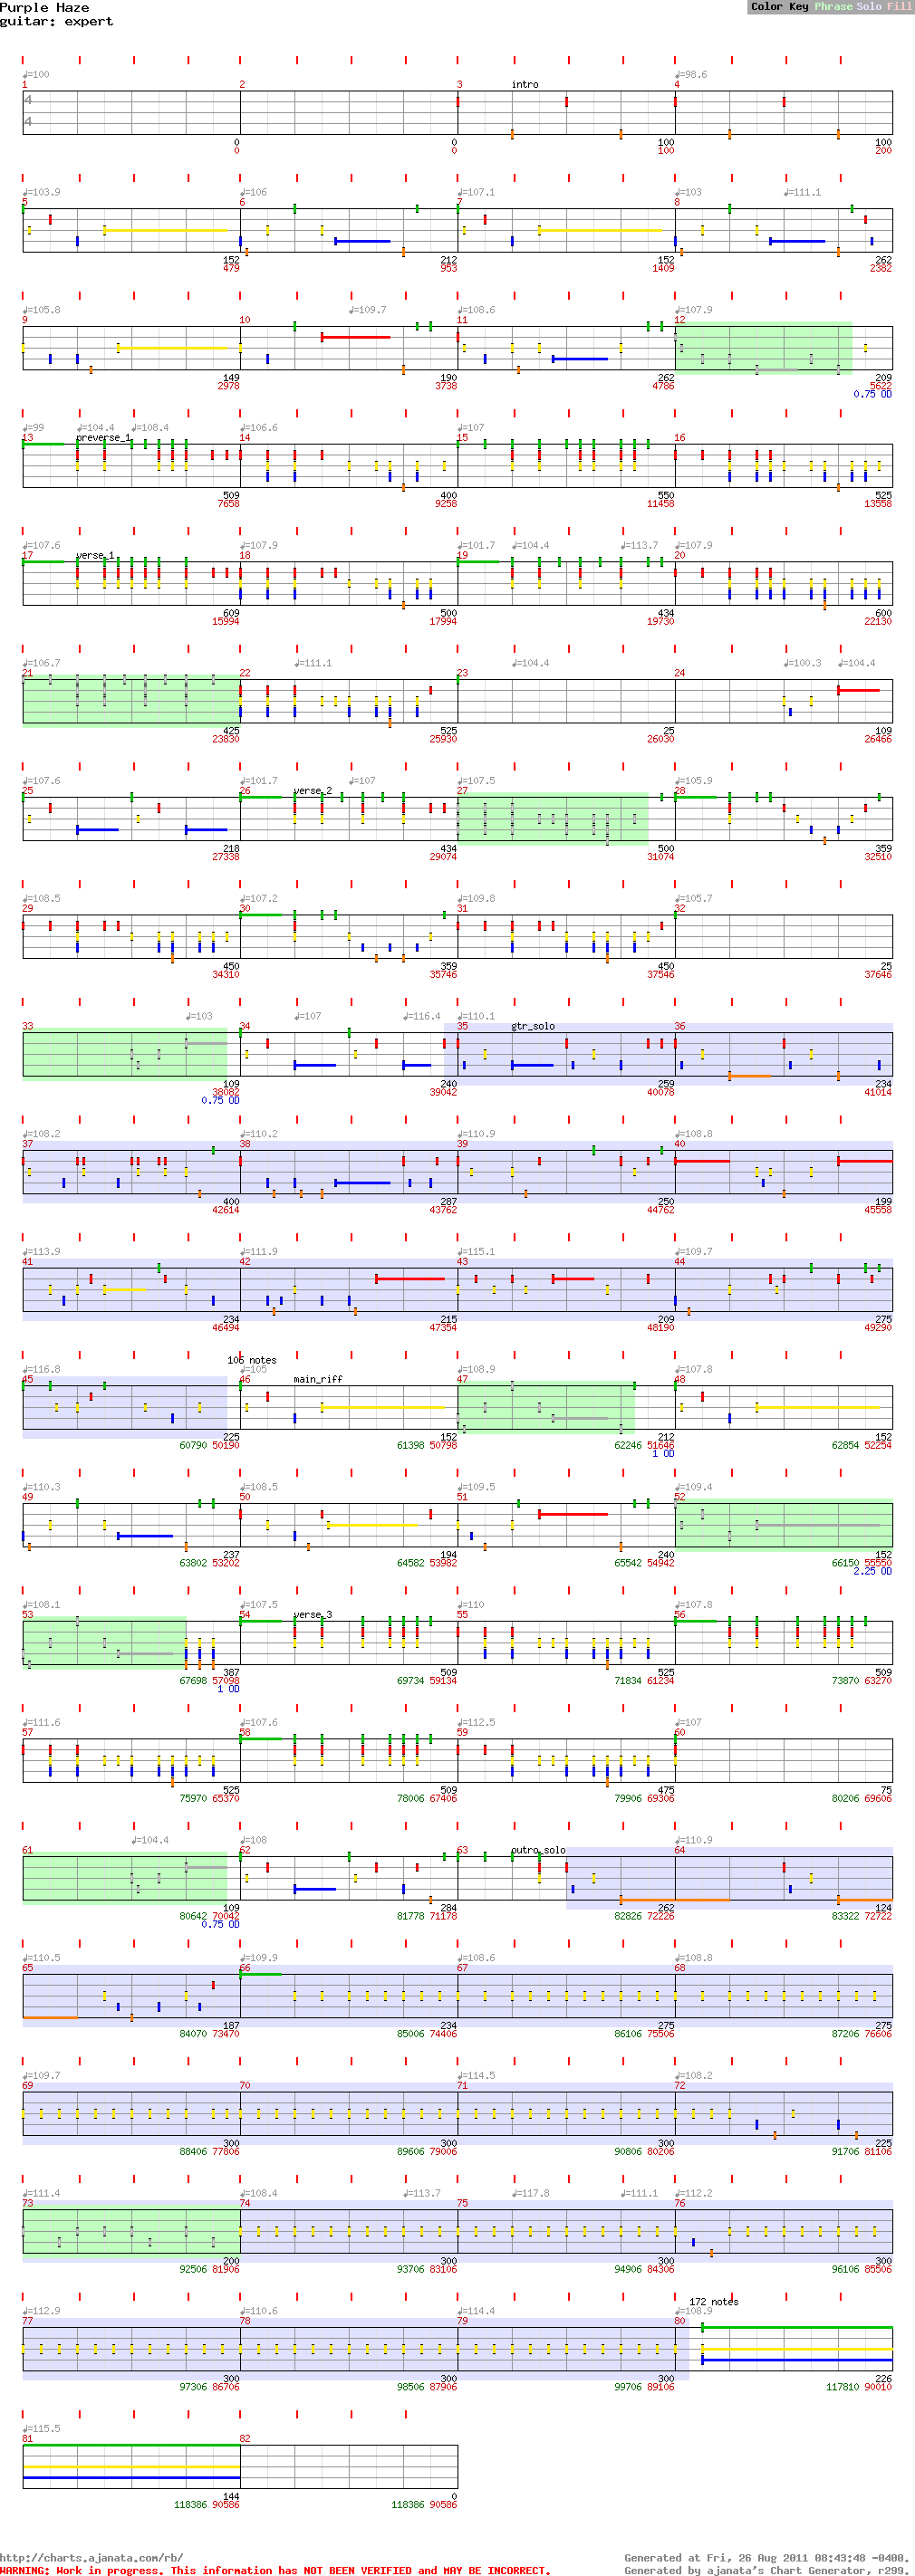 Purple Haze
guitar: expert
Color Key Phrase Solo Fill
♩=100 ♩=98.6
1 2 3 intro 4
4
4
0 0 100 200
0 0 100 200
♩=103.9 ♩=106 ♩=107.1 ♩=103 ♩=111.1
5 6 7 8
152 212 152 262
479 953 1409 2382
♩=105.8 ♩=109.7 ♩=108.6 ♩=107.9
9 10 11 12
149 190 262 209
2978 3738 4786 5622
0.75 OD
♩=99 ♩=104.4 ♩=108.4 ♩=106.6 ♩=107
13 preverse_1 14 15 16
509 400 550 525
7658 9258 11458 13558
♩=107.6 ♩=107.9 ♩=101.7 ♩=104.4 ♩=113.7 ♩=107.9
17 verse_1 18 19 20
609 500 434 600
15994 17994 19730 22130
♩=106.7 ♩=111.1 ♩=104.4 ♩=100.3 ♩=104.4
21 22 23 24
425 525 25 109
23830 25930 26030 26466
♩=107.6 ♩=101.7 ♩=107 ♩=107.5 ♩=105.9
25 26 verse_2 27 28
218 434 500 359
27338 29074 31074 32510
♩=108.5 ♩=107.2 ♩=109.8 ♩=105.7
29 30 31 32
450 359 450 25
34310 35746 37546 37646
♩=103 ♩=107 ♩=116.4 ♩=110.1
33 34 35 gtr_solo 36
109 240 259 234
38082 39042 40078 41014
0.75 OD
♩=108.2 ♩=110.2 ♩=110.9 ♩=108.8
37 38 39 40
400 287 250 199
42614 43762 44762 45558
♩=113.9 ♩=111.9 ♩=115.1 ♩=109.7
41 42 43 44
234 215 209 275
46494 47354 48190 49290
105 notes
♩=116.8 ♩=105 ♩=108.9 ♩=107.8
45 46 main_riff 47 48
225 152 212 152
60790 50190 61398 50798 62246 51646 62854 52254
1 OD
♩=110.3 ♩=108.5 ♩=109.5 ♩=109.4
49 50 51 52
237 194 240 152
63802 53202 64582 53982 65542 54942 66150 55550
2.25 OD
♩=108.1 ♩=107.5 ♩=110 ♩=107.8
53 54 verse_3 55 56
387 509 525 509
67698 57098 69734 59134 71834 61234 73870 63270
1 OD
♩=111.6 ♩=107.6 ♩=112.5 ♩=107
57 58 59 60
525 509 475 75
75970 65370 78006 67406 79906 69306 80206 69606
♩=104.4 ♩=108 ♩=110.9
61 62 63 outro_solo 64
109 284 262 124
80642 70042 81778 71178 82826 72226 83322 72722
0.75 OD
♩=110.5 ♩=109.9 ♩=108.6 ♩=108.8
65 66 67 68
187 234 275 275
84070 73470 85006 74406 86106 75506 87206 76606
♩=109.7 ♩=114.5 ♩=108.2
69 70 71 72
300 300 300 225
88406 77806 89606 79006 90806 80206 91706 81106
♩=111.4 ♩=108.4 ♩=113.7 ♩=117.8 ♩=111.1 ♩=112.2
73 74 75 76
200 300 300 300
92506 81906 93706 83106 94906 84306 96106 85506
172 notes
♩=112.9 ♩=110.6 ♩=114.4 ♩=108.9
77 78 79 80
300 300 300 226
97306 86706 98506 87906 99706 89106 117810 90010
♩=115.5
81 82
144 0
118386 90586 118386 90586
http://charts.ajanata.com/rb/ Generated at Fri, 26 Aug 2011 08:43:48 -0400.
WARNING: Work in progress. This information has NOT BEEN VERIFIED and MAY BE INCORRECT. Generated by ajanata's Chart Generator, r299.